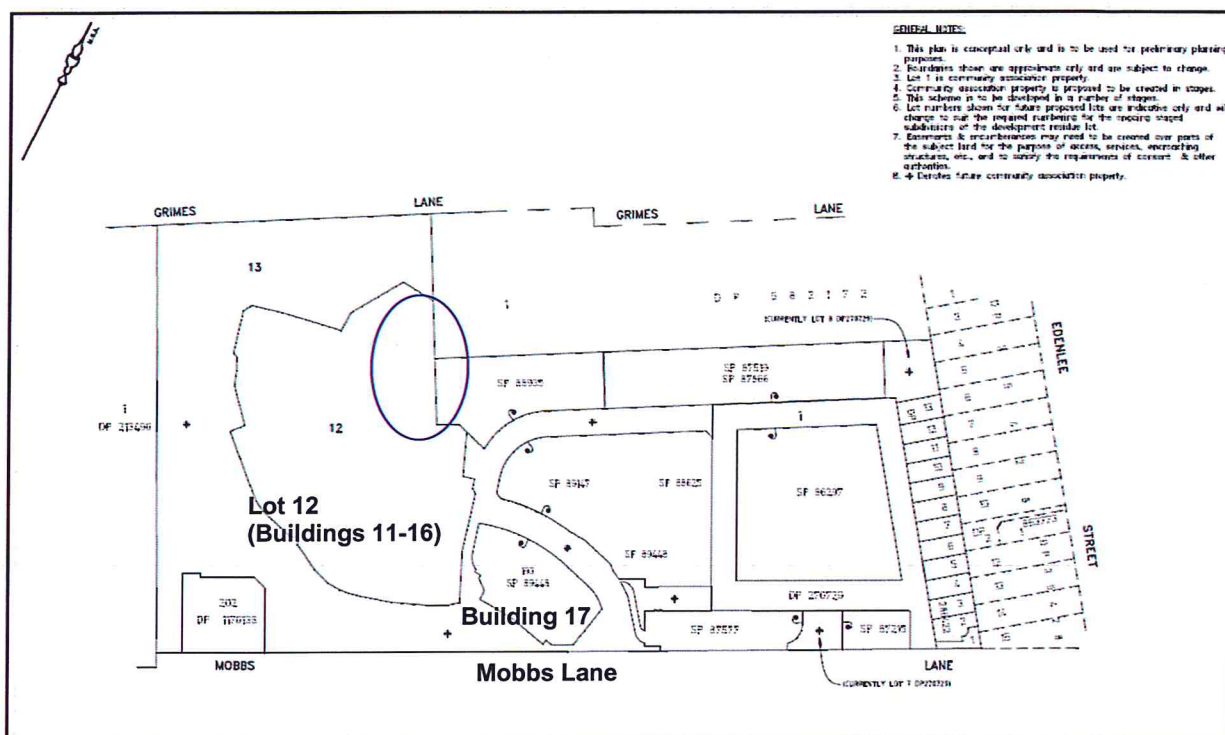 M.G.A.
GENERAL NOTES:
1. This plan is conceptual only and is to be used for preliminary planning
purposes.
2. Boundaries shown are approximate only and are subject to change.
3. Lot 1 is community association property.
4. Community association property is proposed to be created in stages.
5. This scheme is to be developed in a number of stages.
6. Lot numbers shown for future proposed lots are indicative only and will
change to suit the required numbering for the ongoing staged
subdivisions of the development residue lot.
7. Easements & encumbrances may need to be created over parts of
the subject land for the purpose of access, services, encroaching
structures, etc., and to satisfy the requirements of consent & other
authorities.
8. + Denotes future community association property.
GRIMES LANE GRIMES LANE
13
1
D P 582172
(CURRENTLY LOT 8 DP270729)
EDENLEE
STREET
SP 87519
SP 87966
1
DP 213496
12
1
SP 89147
SP 88625
SP 86297
Lot 12
(Buildings 11-16)
SP 89448
SP 89449
202
DP 1170133
DP 270729
Building 17
SP 87577
SP 85295
MOBBS
Mobbs Lane
LANE
(CURRENTLY LOT 7 DP270729)